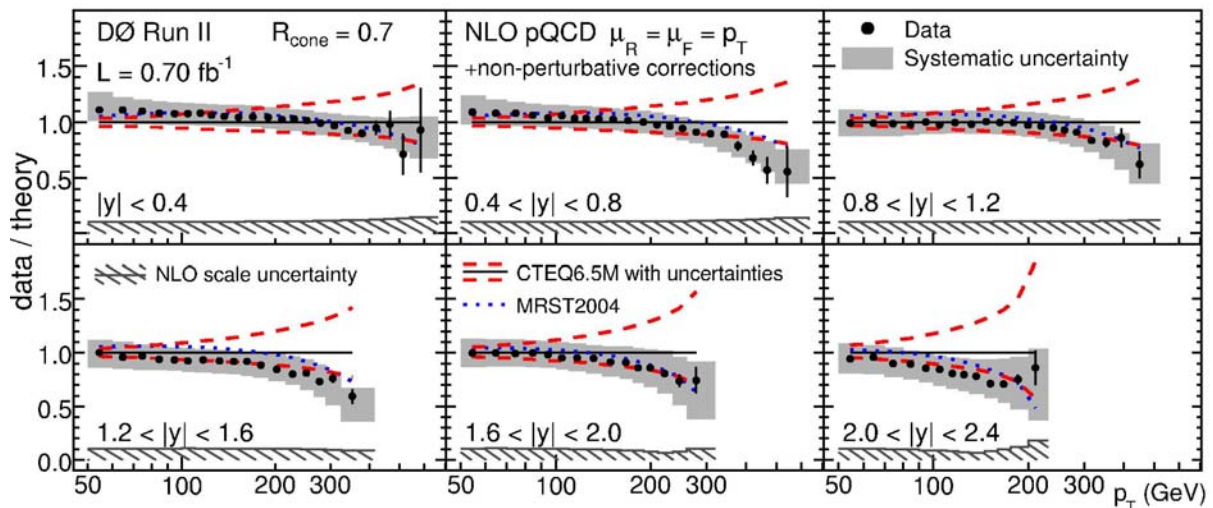 DØ Run II
R_cone = 0.7
L = 0.70 fb⁻¹
NLO pQCD μ_R = μ_F = p_T
+non-perturbative corrections
Data
Systematic uncertainty
1.5
1.0
0.5
|y| < 0.4
0.4 < |y| < 0.8
0.8 < |y| < 1.2
data / theory
NLO scale uncertainty
CTEQ6.5M with uncertainties
MRST2004
1.5
1.0
0.5
0.0
1.2 < |y| < 1.6
1.6 < |y| < 2.0
2.0 < |y| < 2.4
50 100 200 300
50 100 200 300
50 100 200 300
p_T (GeV)